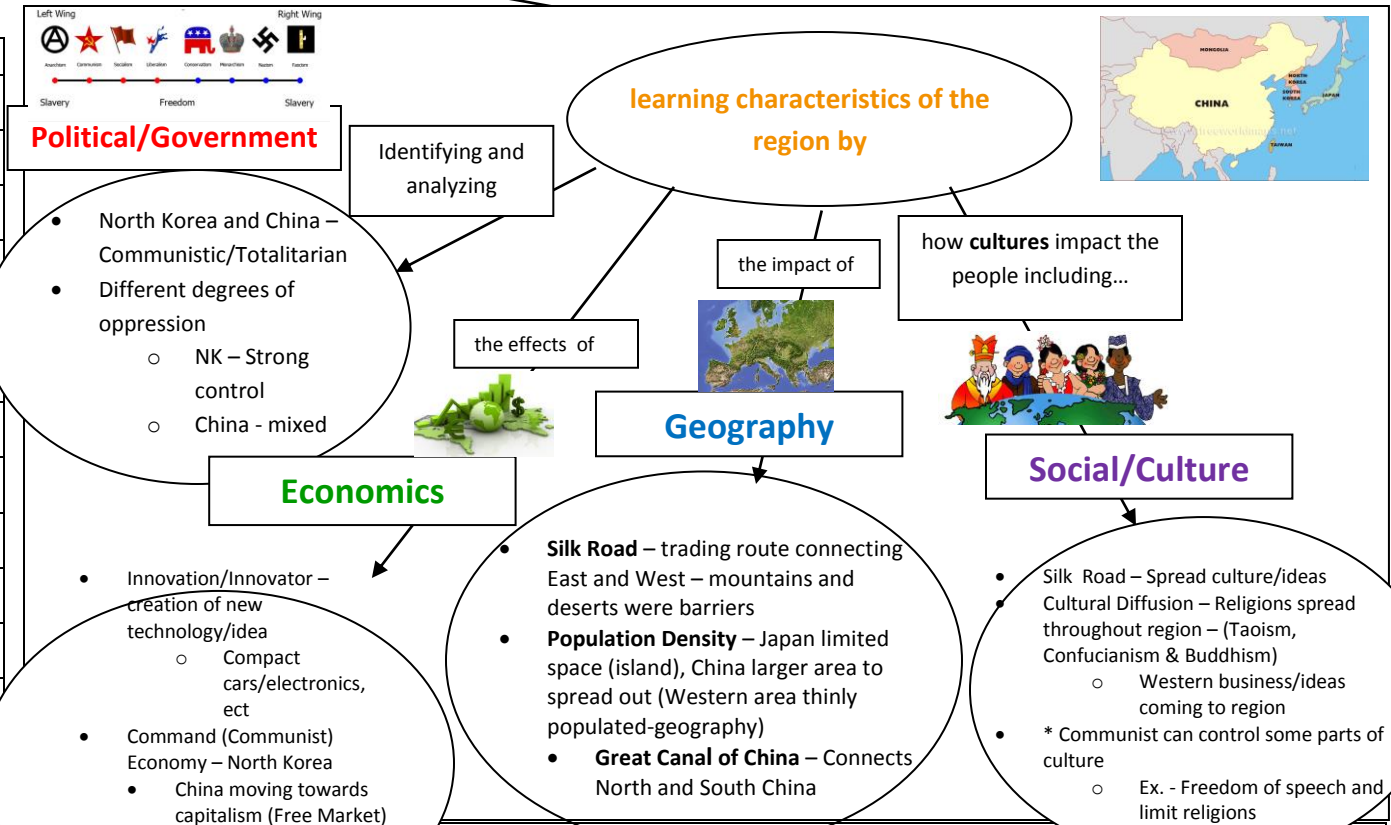 Left Wing
Right Wing
Anarchism Communism Socialism Liberalism Conservatism Monarchism Nazism Fascism
Slavery
Freedom
Slavery
Political/Government
Identifying and
analyzing
learning characteristics of the
region by
MONGOLIA
NORTH
KOREA
SOUTH
KOREA
JAPAN
CHINA
TAIWAN
• North Korea and China –
Communistic/Totalitarian
• Different degrees of
oppression
o NK – Strong
control
o China - mixed
the effects of
the impact of
how cultures impact the
people including…
Economics
Geography
Social/Culture
• Innovation/Innovator –
creation of new
technology/idea
o Compact
cars/electronics,
ect
• Command (Communist)
Economy – North Korea
• China moving towards
capitalism (Free Market)
• Silk Road – trading route connecting
East and West – mountains and
deserts were barriers
• Population Density – Japan limited
space (island), China larger area to
spread out (Western area thinly
populated-geography)
• Great Canal of China – Connects
North and South China
• Silk Road – Spread culture/ideas
• Cultural Diffusion – Religions spread
throughout region – (Taoism,
Confucianism & Buddhism)
o Western business/ideas
coming to region
• * Communist can control some parts of
culture
o Ex. - Freedom of speech and
limit religions